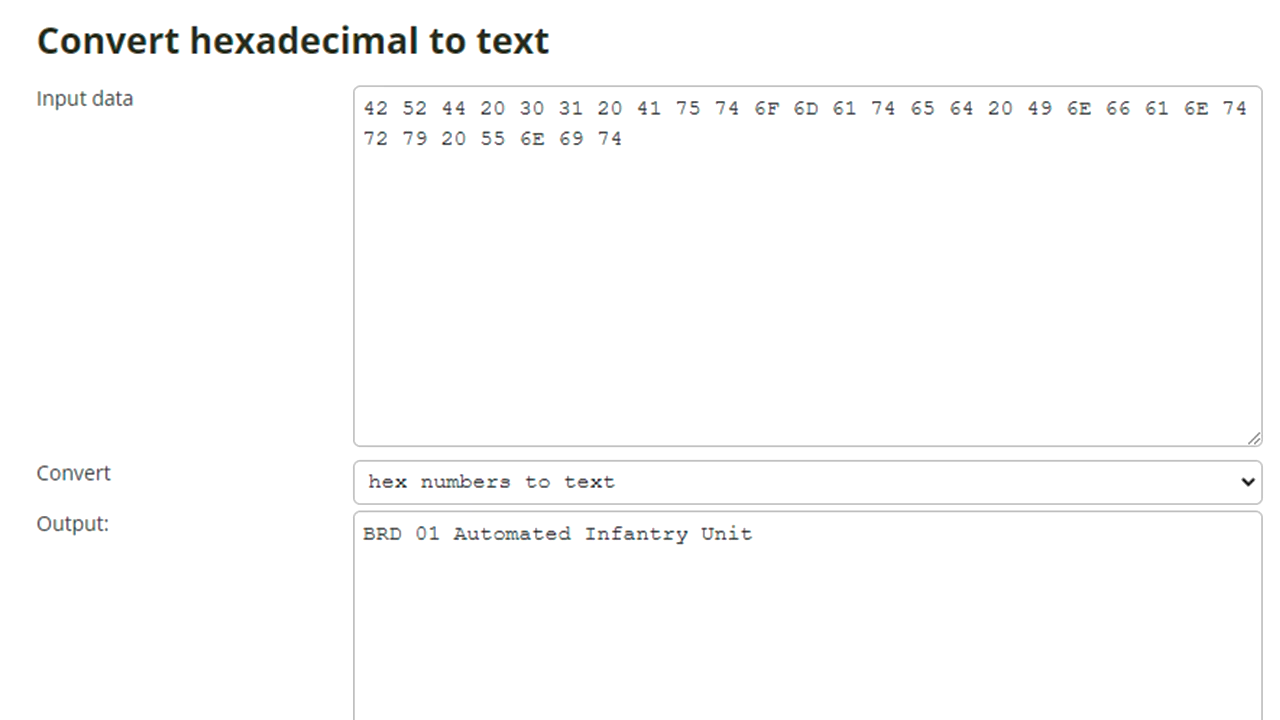 Convert hexadecimal to text
Input data
42 52 44 20 30 31 20 41 75 74 6F 6D 61 74 65 64 20 49 6E 66 61 6E 74
72 79 20 55 6E 69 74
Convert
hex numbers to text
Output:
BRD 01 Automated Infantry Unit